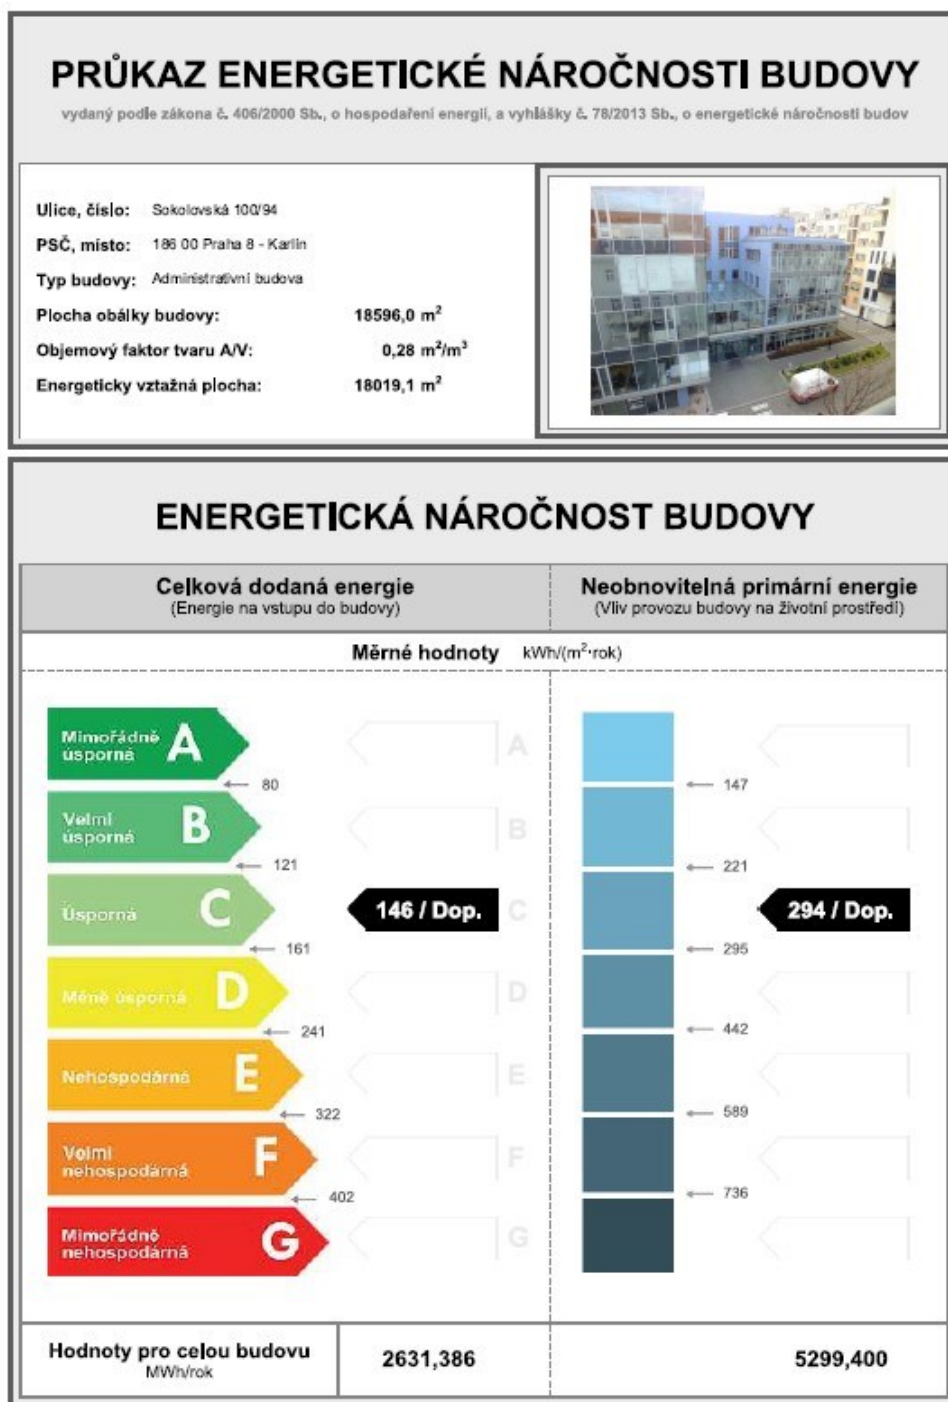 PRŮKAZ ENERGETICKÉ NÁROČNOSTI BUDOVY
vydaný podle zákona č. 406/2000 Sb., o hospodaření energií, a vyhlášky č. 78/2013 Sb., o energetické náročnosti budov
Ulice, číslo: Sokolovská 100/94
PSČ, místo: 186 00 Praha 8 - Karlín
Typ budovy: Administrativní budova
Plocha obálky budovy: 18596,0 m²
Objemový faktor tvaru A/V: 0,28 m²/m³
Energeticky vztažná plocha: 18019,1 m²
ENERGETICKÁ NÁROČNOST BUDOVY
Celková dodaná energie
(Energie na vstupu do budovy)
Neobnovitelná primární energie
(Vliv provozu budovy na životní prostředí)
Měrné hodnoty kWh/(m²·rok)
Mimořádně úsporná A A
80 147
Velmi úsporná B B
121 221
Úsporná C 146 / Dop. C 294 / Dop.
161 295
Méně úsporná D D
241 442
Nehospodárná E E
322 589
Velmi nehospodárná F F
402 736
Mimořádně nehospodárná G G
Hodnoty pro celou budovu
MWh/rok
2631,386 5299,400